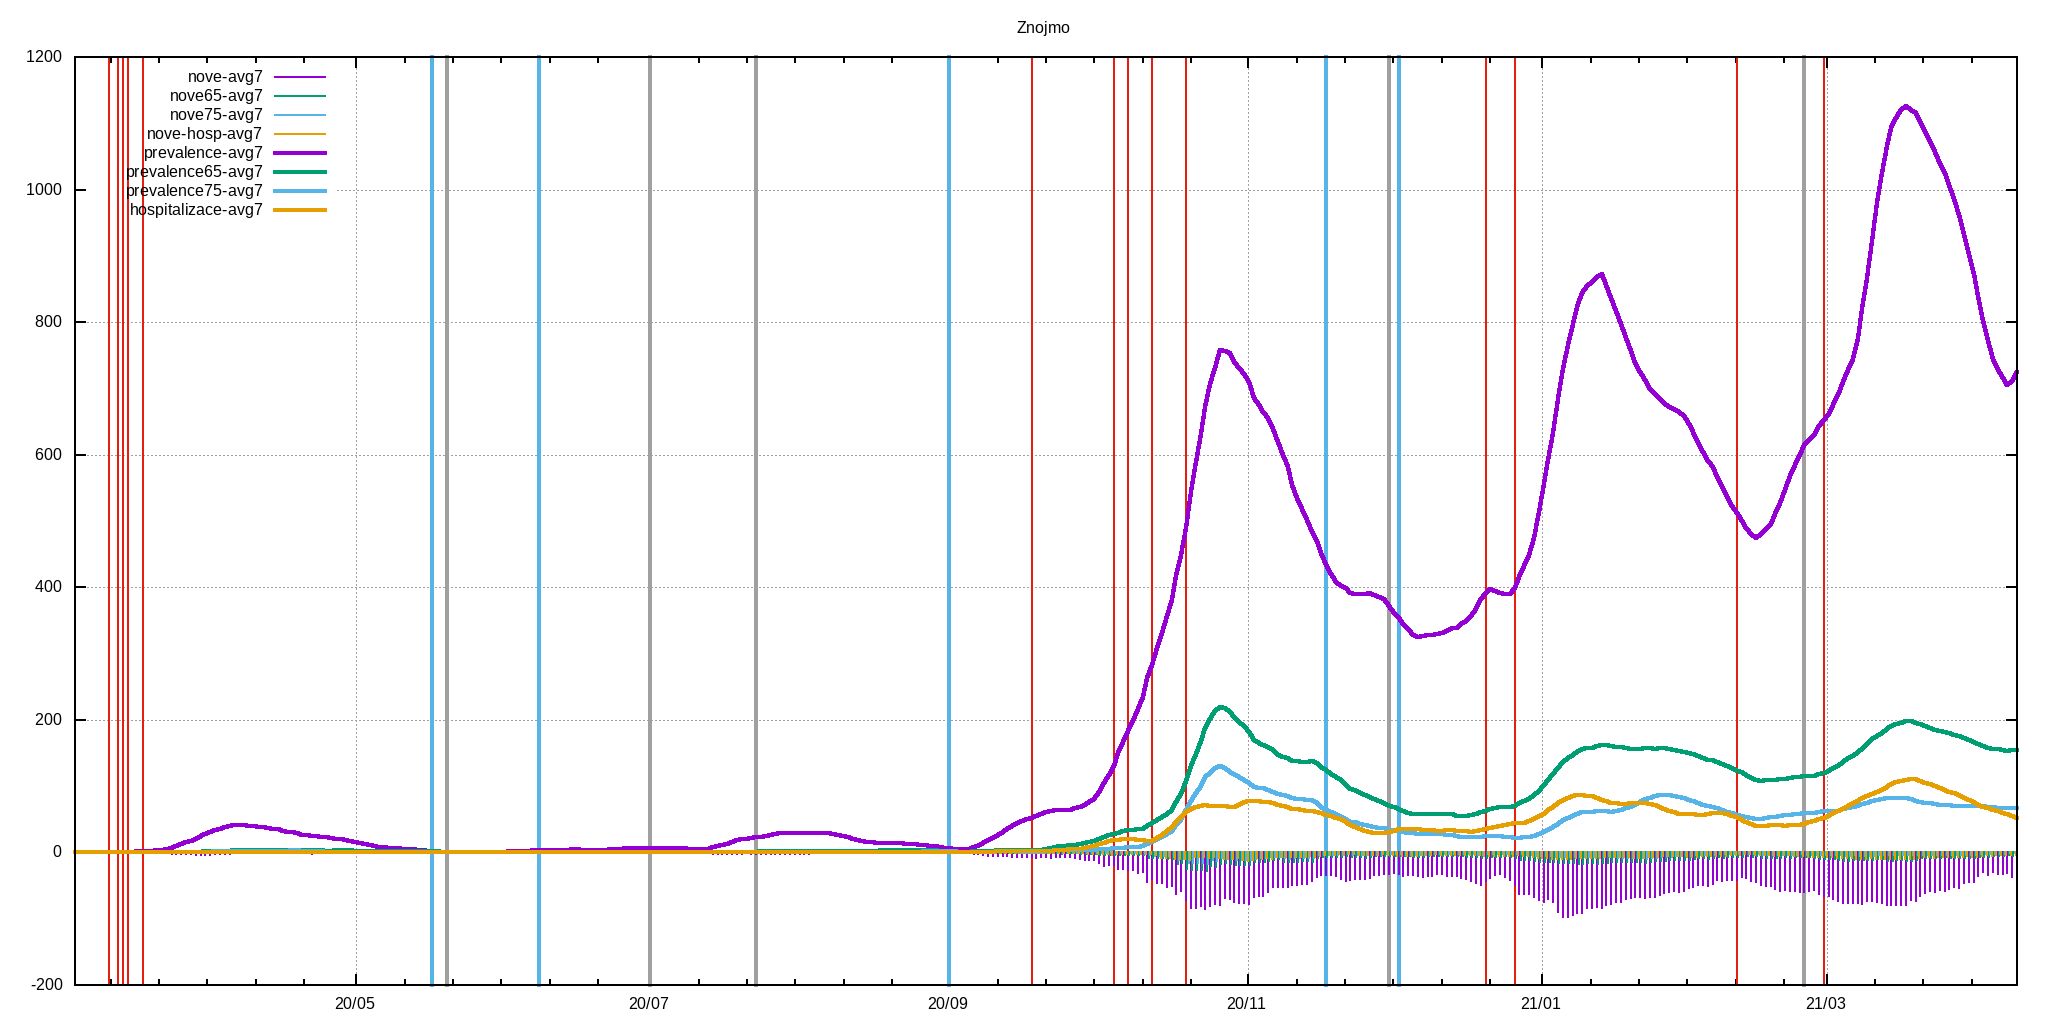 Znojmo
1200
1000
800
600
400
200
0
-200
nove-avg7
nove65-avg7
nove75-avg7
nove-hosp-avg7
prevalence-avg7
prevalence65-avg7
prevalence75-avg7
hospitalizace-avg7
20/05
20/07
20/09
20/11
21/01
21/03